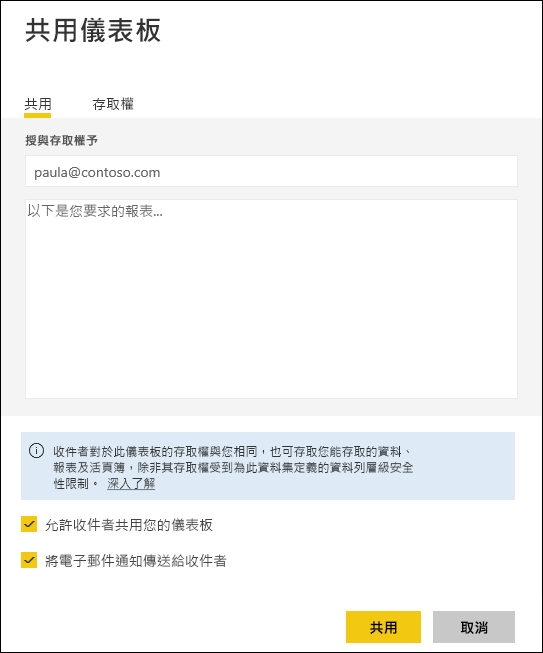 共用儀表板
共用
存取權
授與存取權予
paula@contoso.com
以下是您要求的報表...
收件者對於此儀表板的存取權與您相同，也可存取您能存取的資料、
報表及活頁簿，除非其存取權受到為此資料集定義的資料列層級安全
性限制。 深入了解
允許收件者共用您的儀表板
將電子郵件通知傳送給收件者
共用
取消